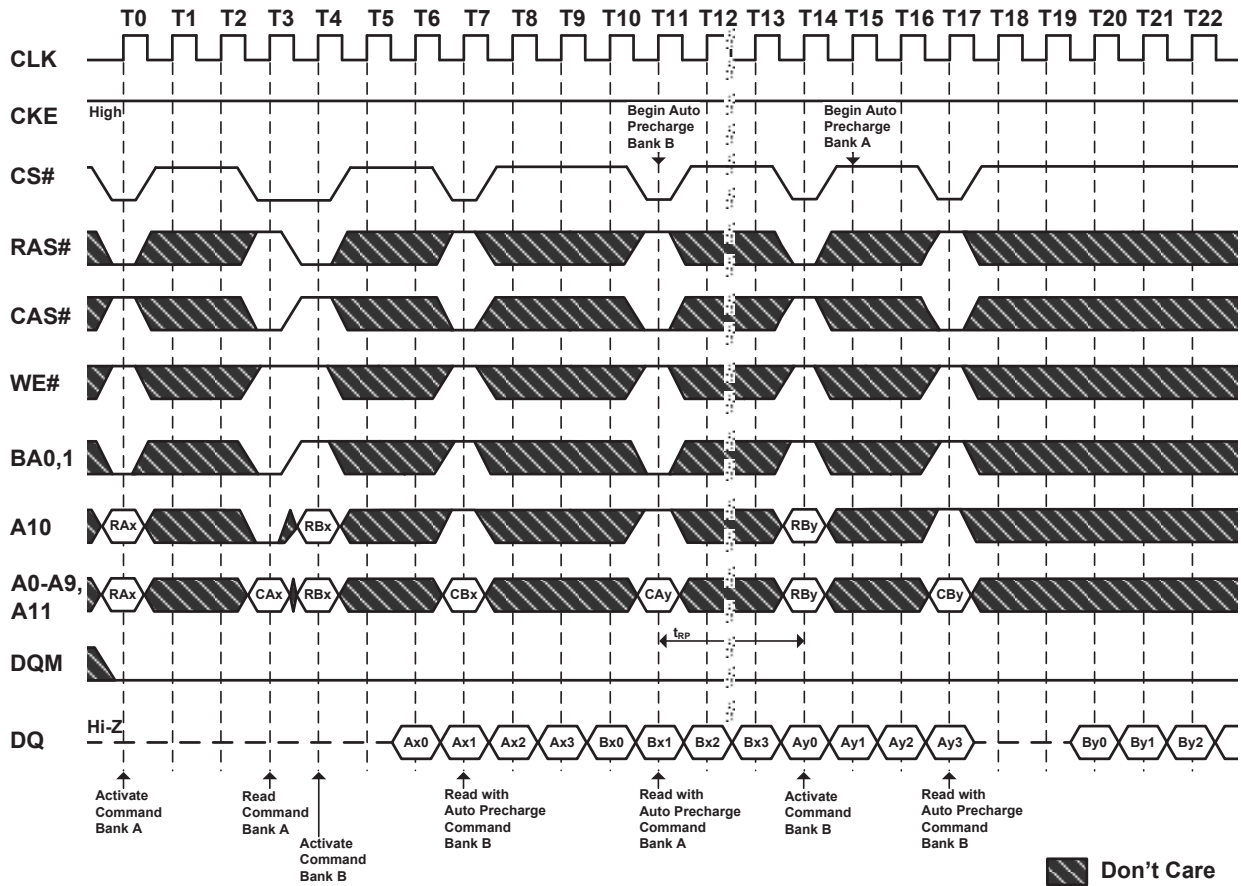 T0 T1 T2 T3 T4 T5 T6 T7 T8 T9 T10 T11 T12 T13 T14 T15 T16 T17 T18 T19 T20 T21 T22
CLK
CKE
High
Begin Auto
Precharge
Bank B
Begin Auto
Precharge
Bank A
CS#
RAS#
CAS#
WE#
BA0,1
A10
RAx RBx RBy
A0-A9,
A11
RAx CAx RBx CBx CAy RBy CBy
tRP
DQM
DQ
Hi-Z
Ax0 Ax1 Ax2 Ax3 Bx0 Bx1 Bx2 Bx3 Ay0 Ay1 Ay2 Ay3 By0 By1 By2
Activate
Command
Bank A
Read
Command
Bank A
Activate
Command
Bank B
Read with
Auto Precharge
Command
Bank B
Read with
Auto Precharge
Command
Bank A
Activate
Command
Bank B
Read with
Auto Precharge
Command
Bank B
Don't Care